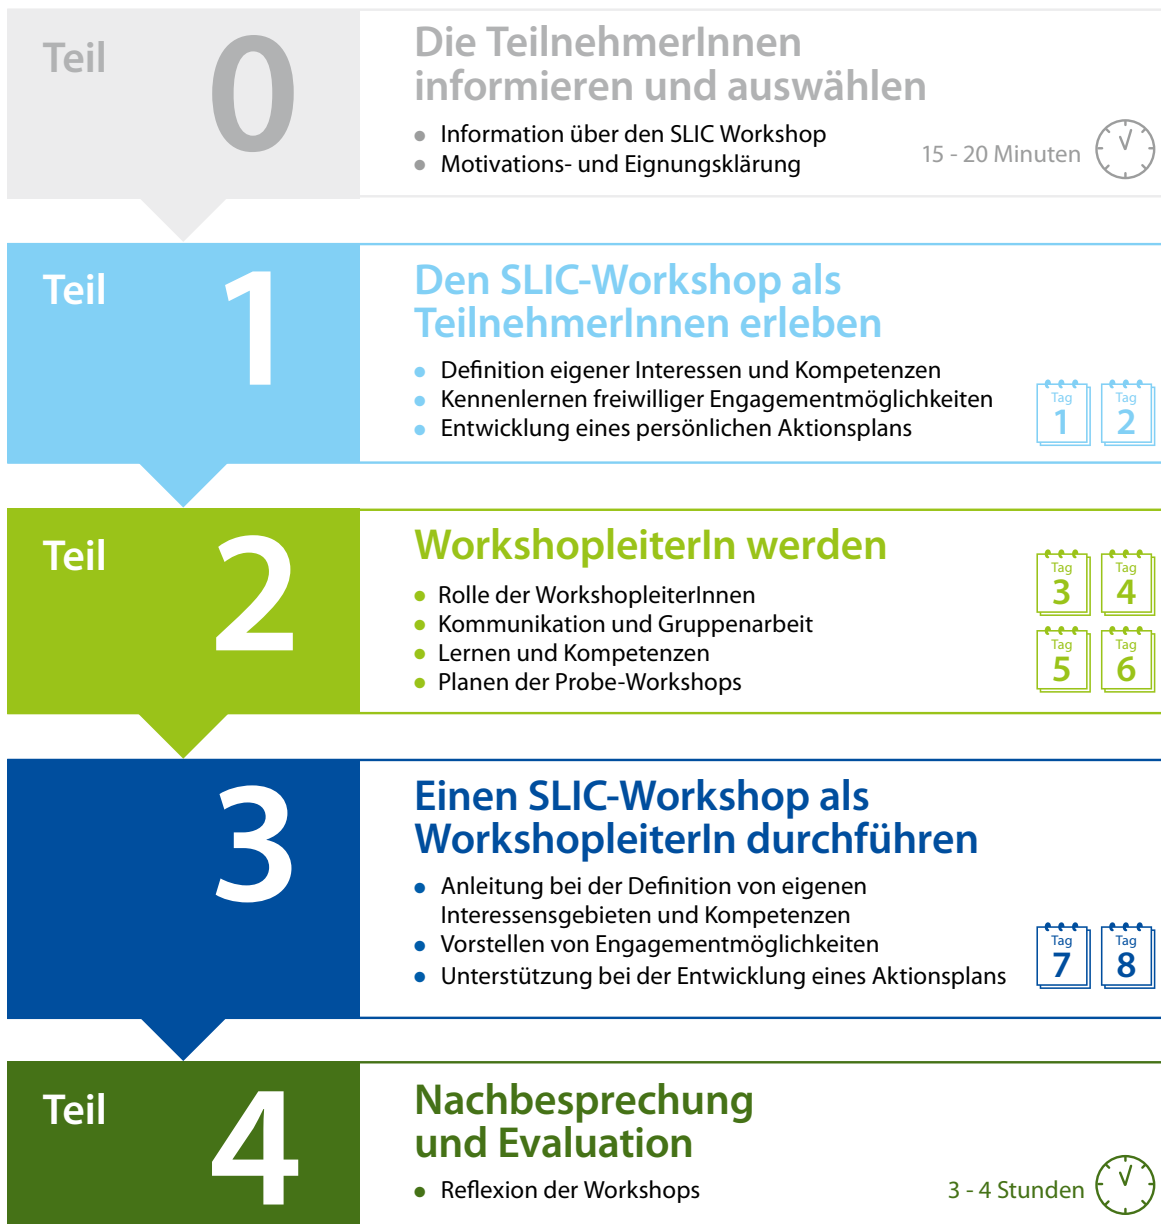 Teil 0
Die TeilnehmerInnen
informieren und auswählen
• Information über den SLIC Workshop
• Motivations- und Eignungsklärung
15 - 20 Minuten
Teil 1
Den SLIC-Workshop als
TeilnehmerInnen erleben
• Definition eigener Interessen und Kompetenzen
• Kennenlernen freiwilliger Engagementmöglichkeiten
• Entwicklung eines persönlichen Aktionsplans
Tag 1
Tag 2
Teil 2
WorkshopleiterIn werden
• Rolle der WorkshopleiterInnen
• Kommunikation und Gruppenarbeit
• Lernen und Kompetenzen
• Planen der Probe-Workshops
Tag 3
Tag 4
Tag 5
Tag 6
3
Einen SLIC-Workshop als
WorkshopleiterIn durchführen
• Anleitung bei der Definition von eigenen
Interessensgebieten und Kompetenzen
• Vorstellen von Engagementmöglichkeiten
• Unterstützung bei der Entwicklung eines Aktionsplans
Tag 7
Tag 8
Teil 4
Nachbesprechung
und Evaluation
• Reflexion der Workshops
3 - 4 Stunden